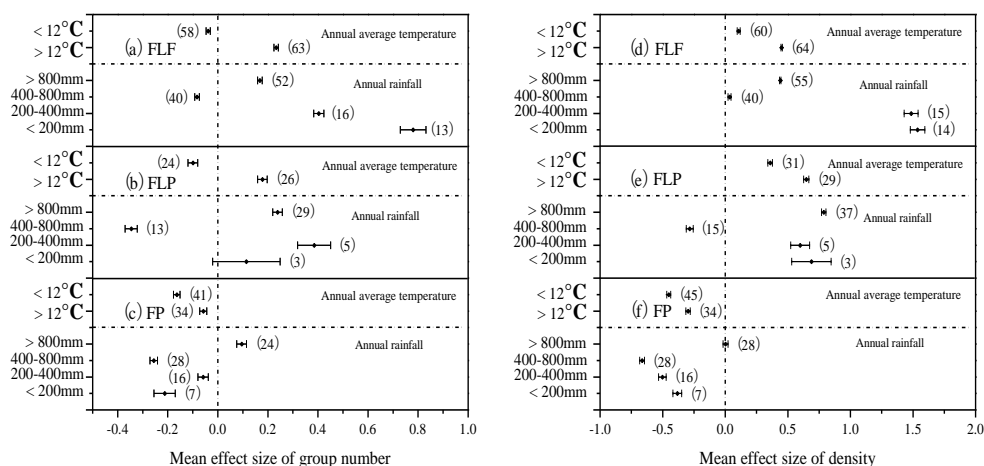 < 12°C
> 12°C
> 800mm
400-800mm
200-400mm
< 200mm
(a) FLF
(58)
(63)
Annual average temperature
Annual rainfall
(52)
(40)
(16)
(13)
< 12°C
> 12°C
> 800mm
400-800mm
200-400mm
< 200mm
(b) FLP
(24)
(26)
Annual average temperature
Annual rainfall
(29)
(13)
(5)
(3)
< 12°C
> 12°C
> 800mm
400-800mm
200-400mm
< 200mm
(c) FP
(41)
(34)
Annual average temperature
Annual rainfall
(24)
(28)
(16)
(7)
-0.4 0.0 0.2 0.4 0.6 0.8 1.0
Mean effect size of group number
< 12°C
> 12°C
> 800mm
400-800mm
200-400mm
< 200mm
(d) FLF
(60)
(64)
Annual average temperature
Annual rainfall
(55)
(40)
(15)
(14)
< 12°C
> 12°C
> 800mm
400-800mm
200-400mm
< 200mm
(e) FLP
(31)
(29)
Annual average temperature
Annual rainfall
(37)
(15)
(5)
(3)
< 12°C
> 12°C
> 800mm
400-800mm
200-400mm
< 200mm
(f) FP
(45)
(34)
Annual average temperature
Annual rainfall
(28)
(28)
(16)
(7)
-1.0 -0.5 0.0 0.5 1.0 1.5 2.0
Mean effect size of density